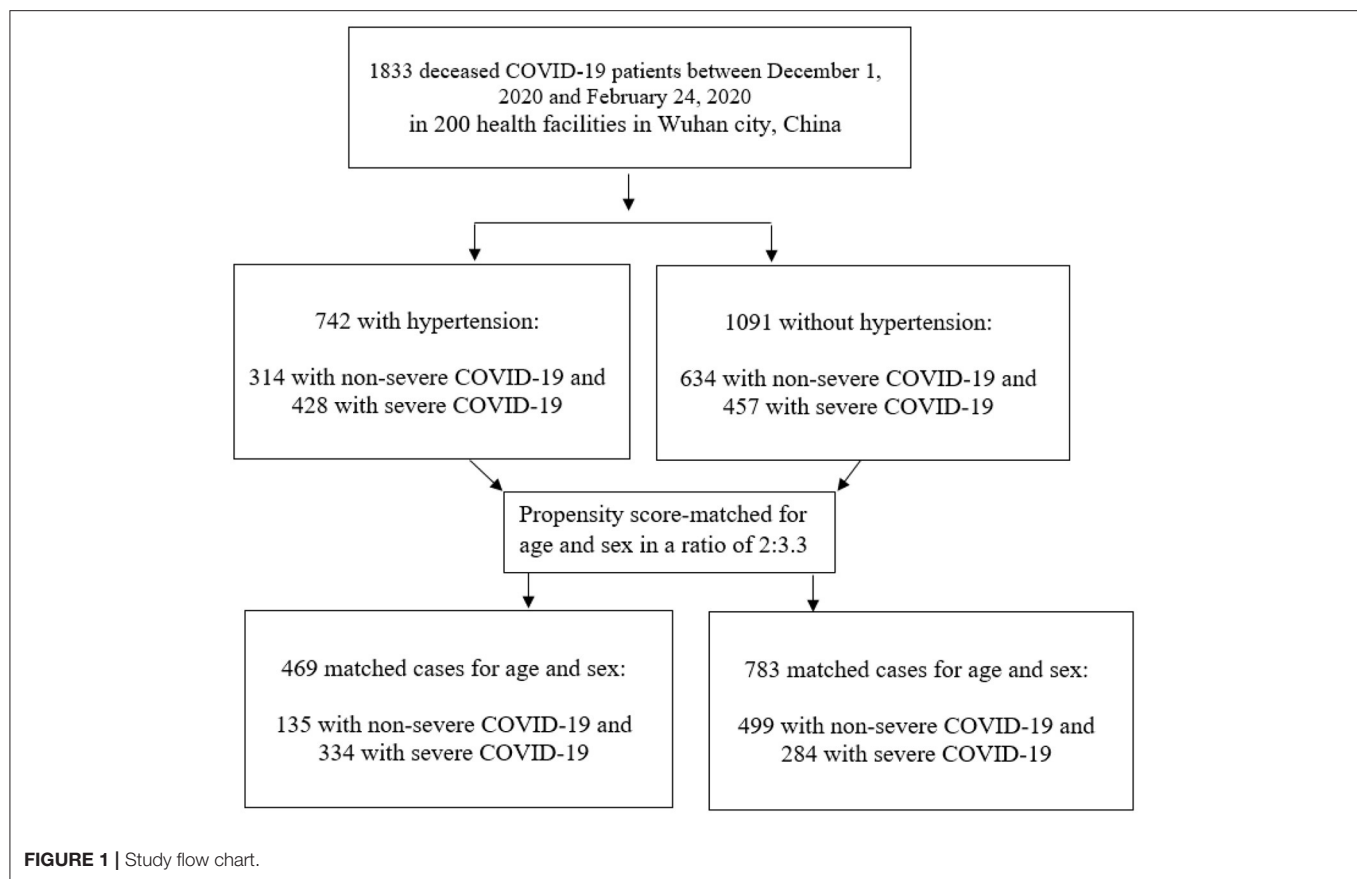 1833 deceased COVID-19 patients between December 1,
2020 and February 24, 2020
in 200 health facilities in Wuhan city, China
742 with hypertension:
314 with non-severe COVID-19 and
428 with severe COVID-19
1091 without hypertension:
634 with non-severe COVID-19 and
457 with severe COVID-19
Propensity score-matched for
age and sex in a ratio of 2:3.3
469 matched cases for age and sex:
135 with non-severe COVID-19 and
334 with severe COVID-19
783 matched cases for age and sex:
499 with non-severe COVID-19 and
284 with severe COVID-19
FIGURE 1 | Study flow chart.